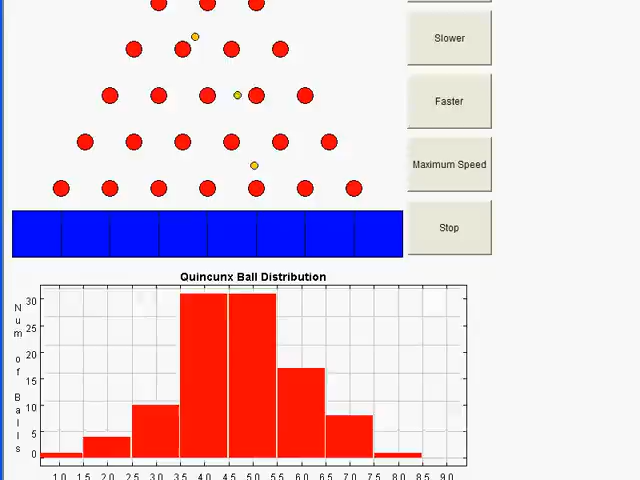 Slower
Faster
Maximum Speed
Stop
Quincunx Ball Distribution
Num of Balls
30
25
20
15
10
5
0
1.0 1.5 2.0 2.5 3.0 3.5 4.0 4.5 5.0 5.5 6.0 6.5 7.0 7.5 8.0 8.5 9.0